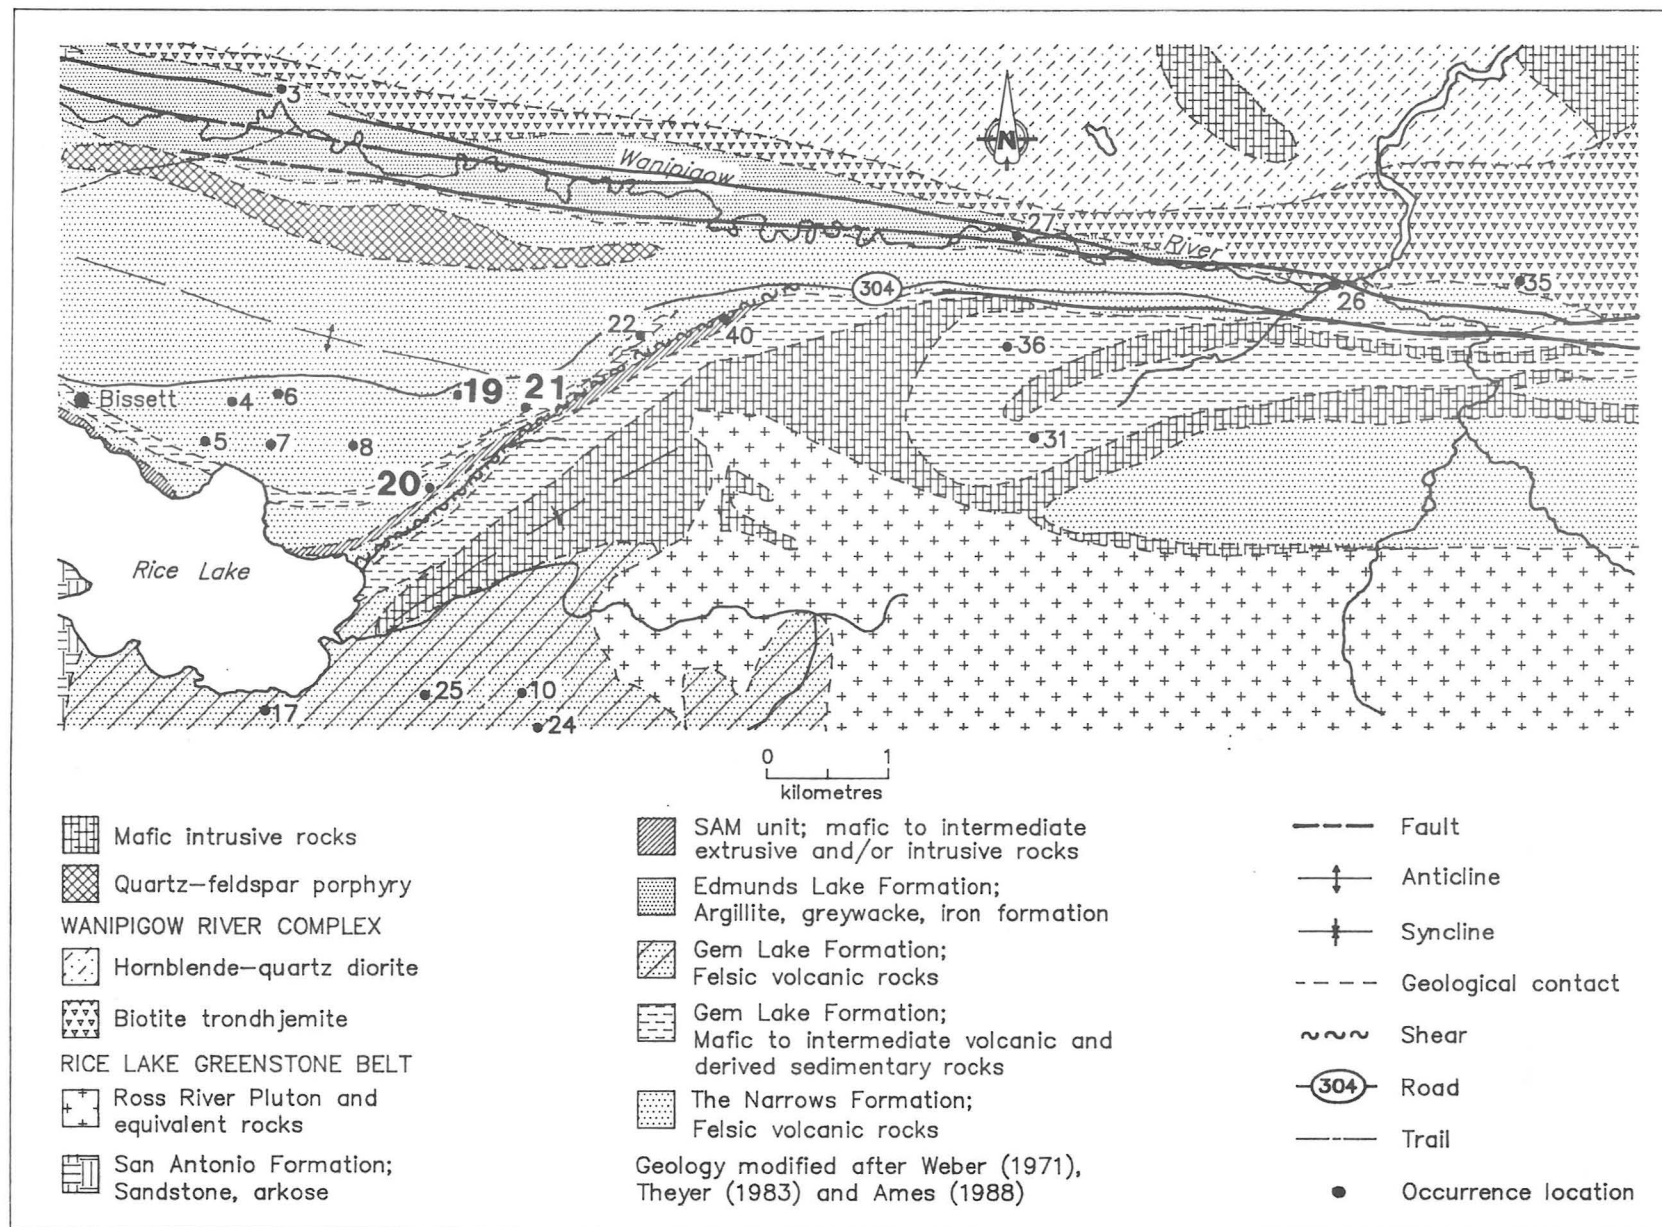 3
N
Wanipigow
27
River
304
26
35
22
40
36
19
21
Bissett
4
6
5
7
8
31
20
Rice Lake
25
10
17
24
0 1
kilometres
Mafic intrusive rocks
Quartz-feldspar porphyry
WANIPIGOW RIVER COMPLEX
Hornblende-quartz diorite
Biotite trondhjemite
RICE LAKE GREENSTONE BELT
Ross River Pluton and
equivalent rocks
San Antonio Formation;
Sandstone, arkose
SAM unit; mafic to intermediate
extrusive and/or intrusive rocks
Edmunds Lake Formation;
Argillite, greywacke, iron formation
Gem Lake Formation;
Felsic volcanic rocks
Gem Lake Formation;
Mafic to intermediate volcanic and
derived sedimentary rocks
The Narrows Formation;
Felsic volcanic rocks
Geology modified after Weber (1971),
Theyer (1983) and Ames (1988)
Fault
Anticline
Syncline
Geological contact
Shear
304 Road
Trail
Occurrence location